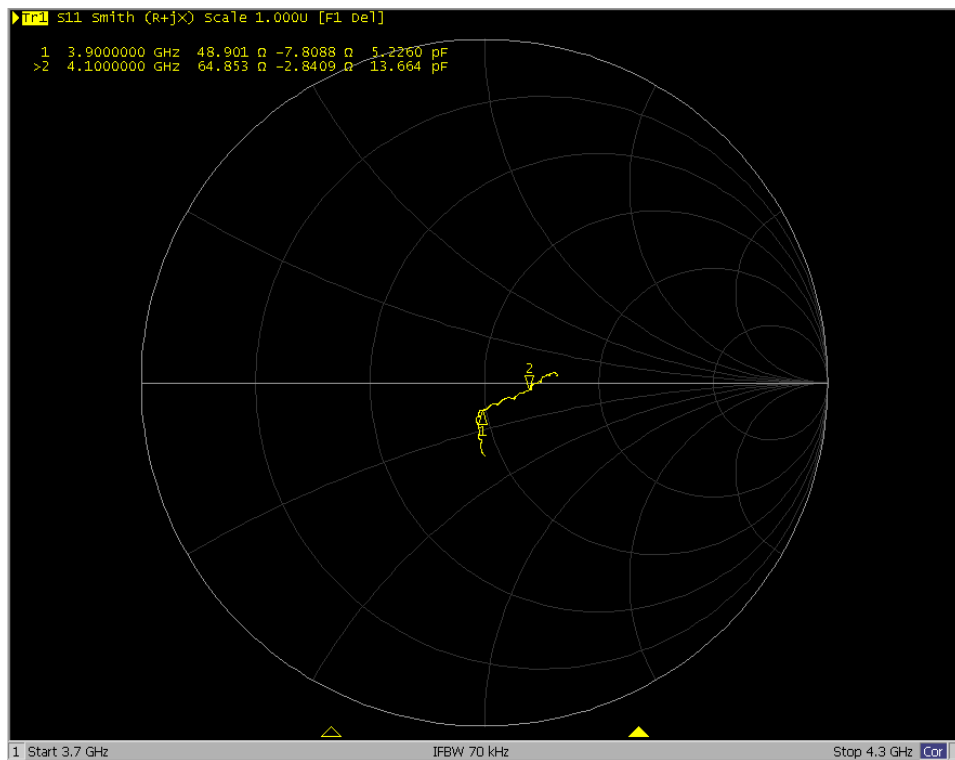 Tr1 S11 Smith (R+jX) Scale 1.000U [F1 Del]
1 3.9000000 GHz 48.901 Ω -7.8088 Ω 5.2260 pF
>2 4.1000000 GHz 64.853 Ω -2.8409 Ω 13.664 pF
2
1
1 Start 3.7 GHz IFBW 70 kHz Stop 4.3 GHz Cor